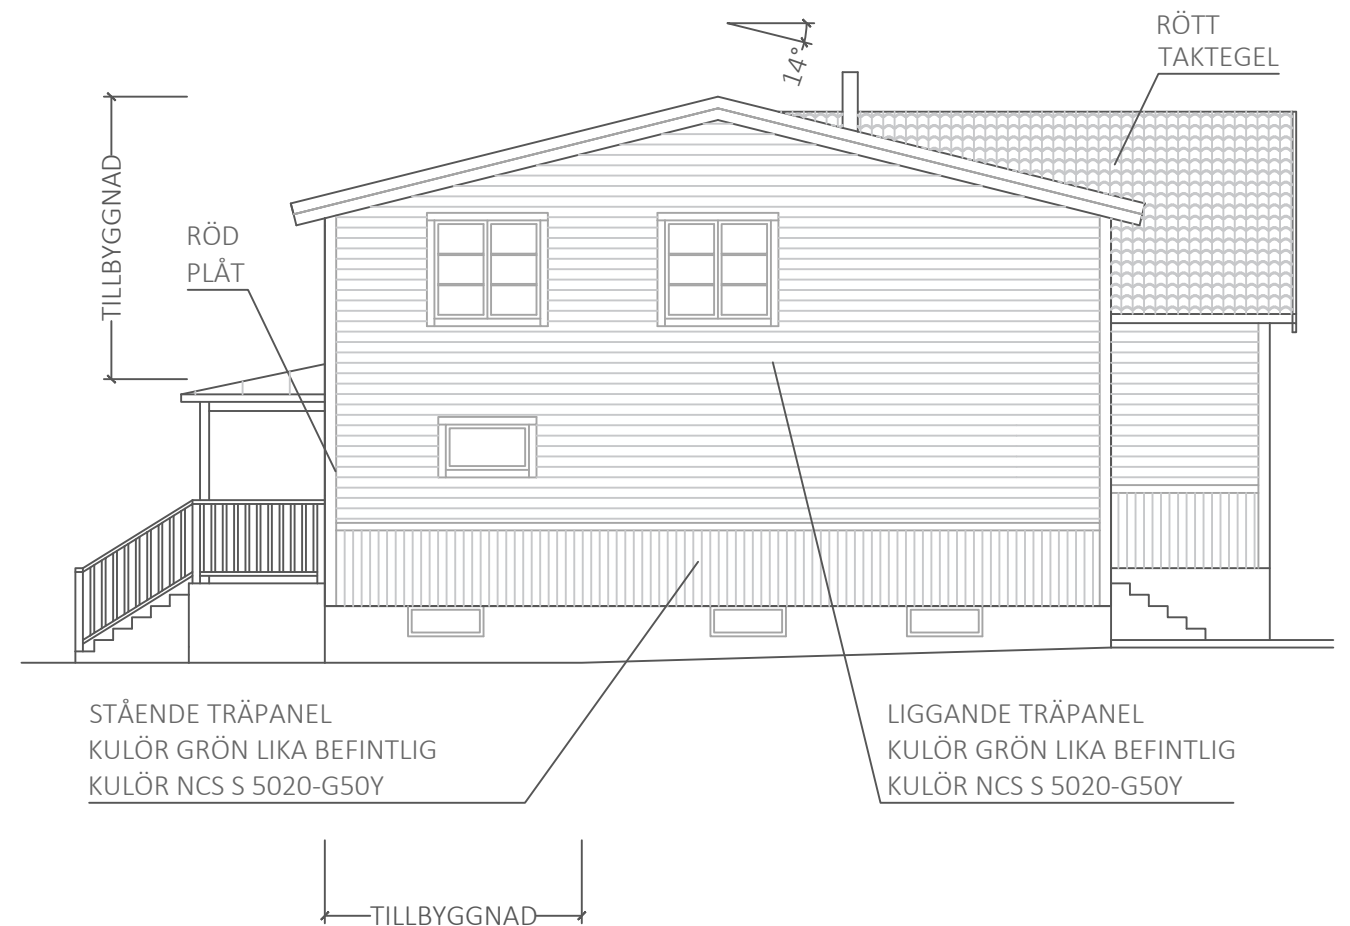 14°
RÖTT
TAKTEGEL
TILLBYGGNAD
RÖD
PLÅT
STÅENDE TRÄPANEL
KULÖR GRÖN LIKA BEFINTLIG
KULÖR NCS S 5020-G50Y
LIGGANDE TRÄPANEL
KULÖR GRÖN LIKA BEFINTLIG
KULÖR NCS S 5020-G50Y
TILLBYGGNAD